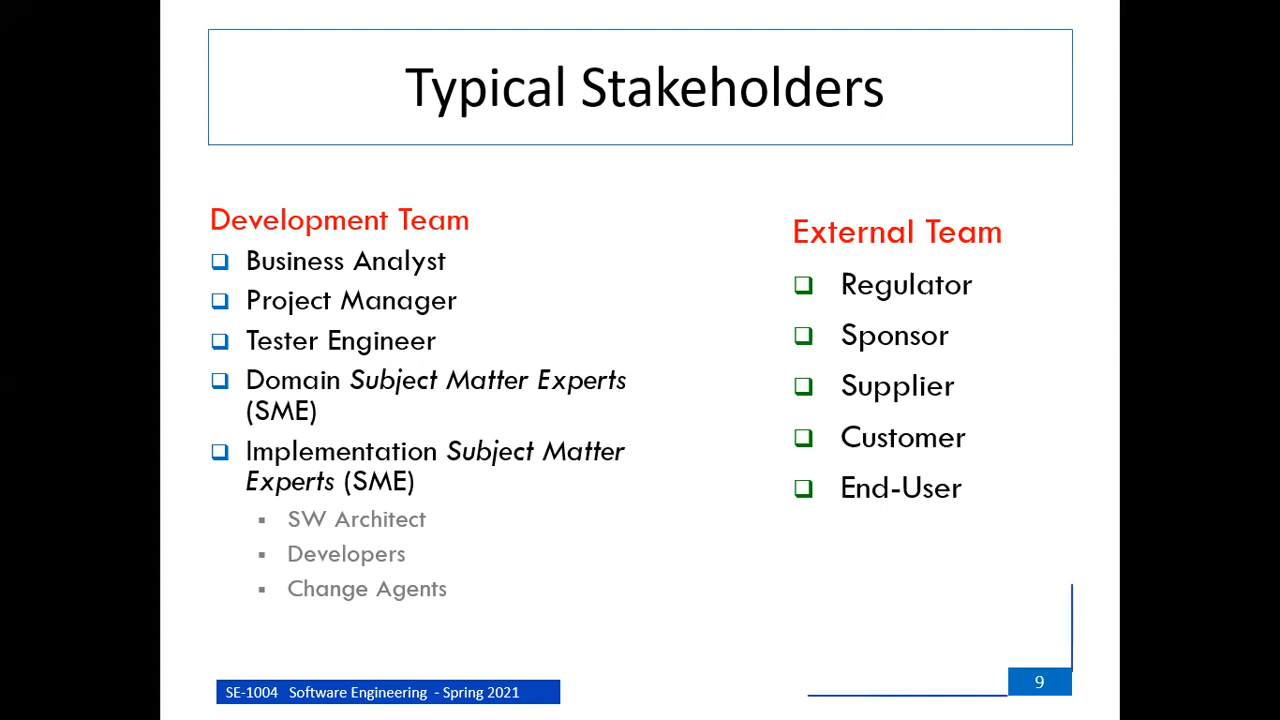 Typical Stakeholders
Development Team
Business Analyst
Project Manager
Tester Engineer
Domain Subject Matter Experts
(SME)
Implementation Subject Matter
Experts (SME)
SW Architect
Developers
Change Agents
External Team
Regulator
Sponsor
Supplier
Customer
End-User
SE-1004 Software Engineering - Spring 2021
9